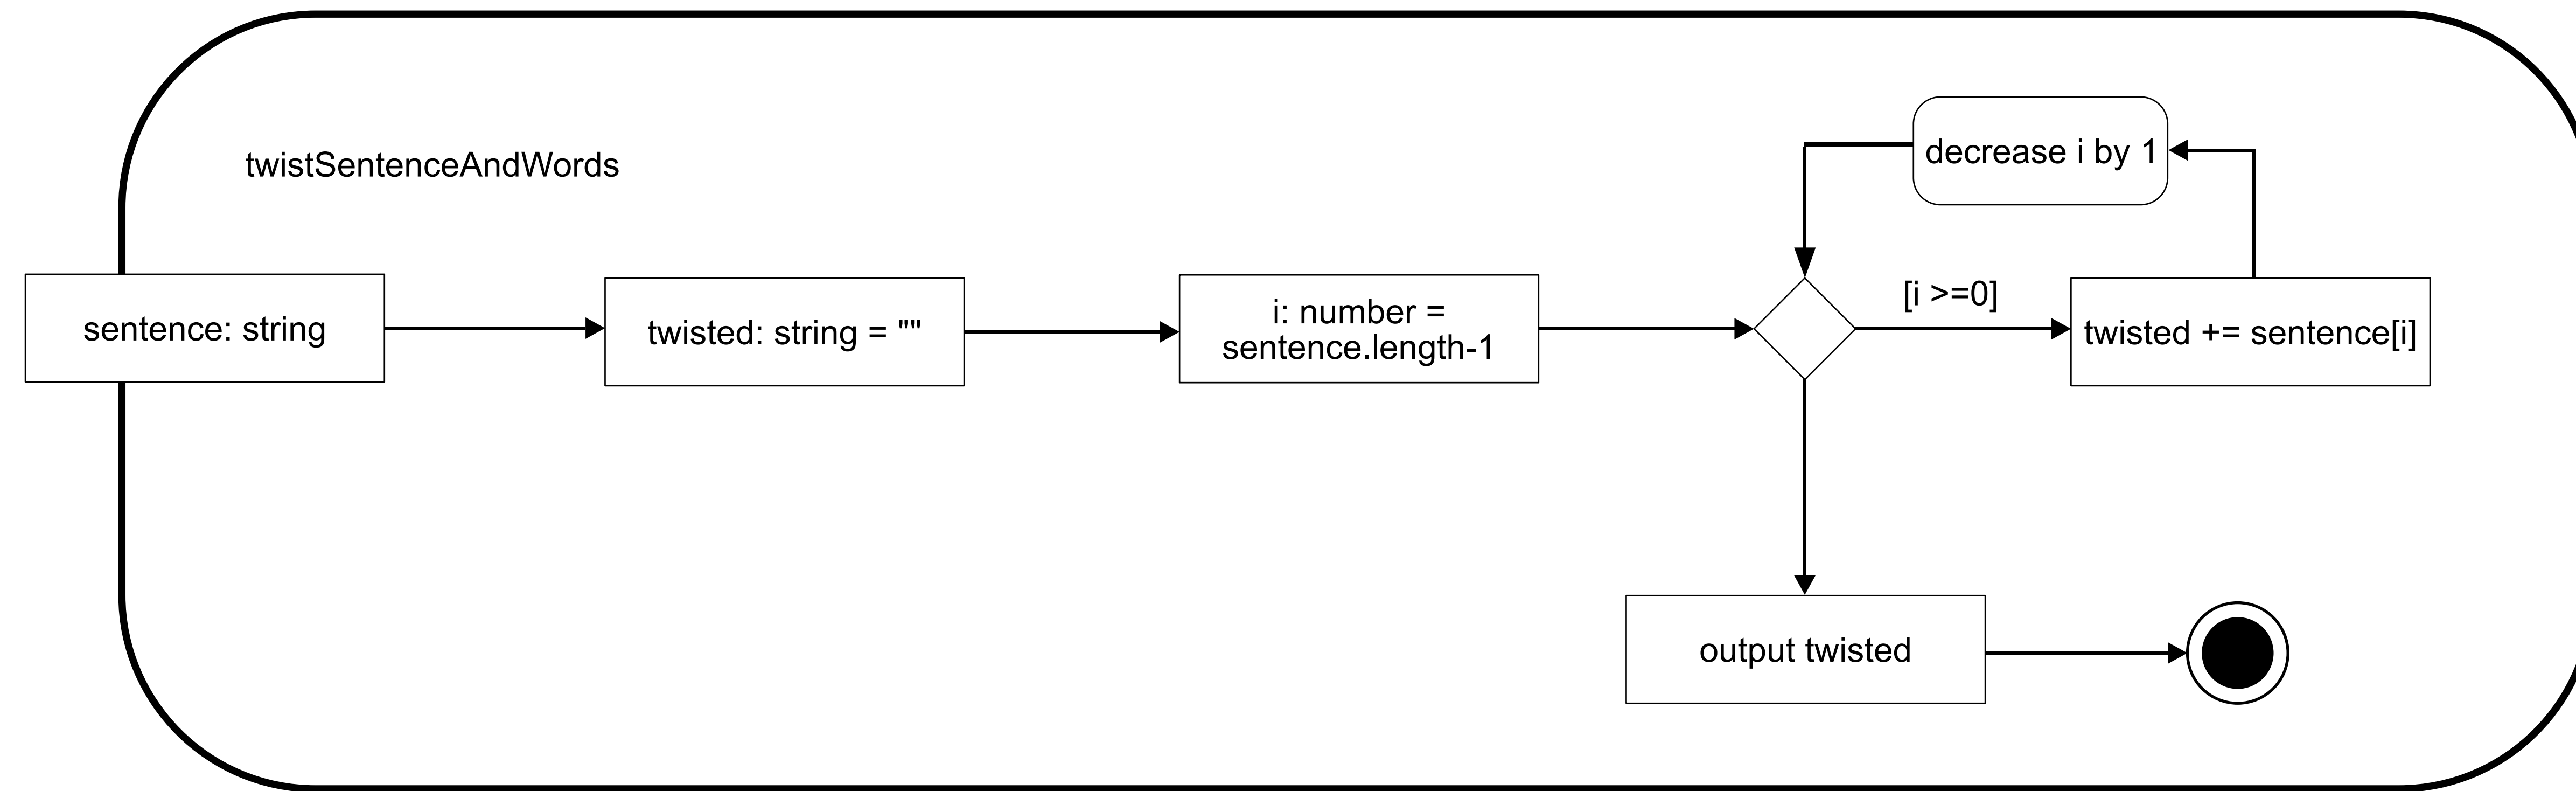 twistSentenceAndWords
sentence: string
twisted: string = ""
i: number =
sentence.length-1
[i >=0]
twisted += sentence[i]
decrease i by 1
output twisted